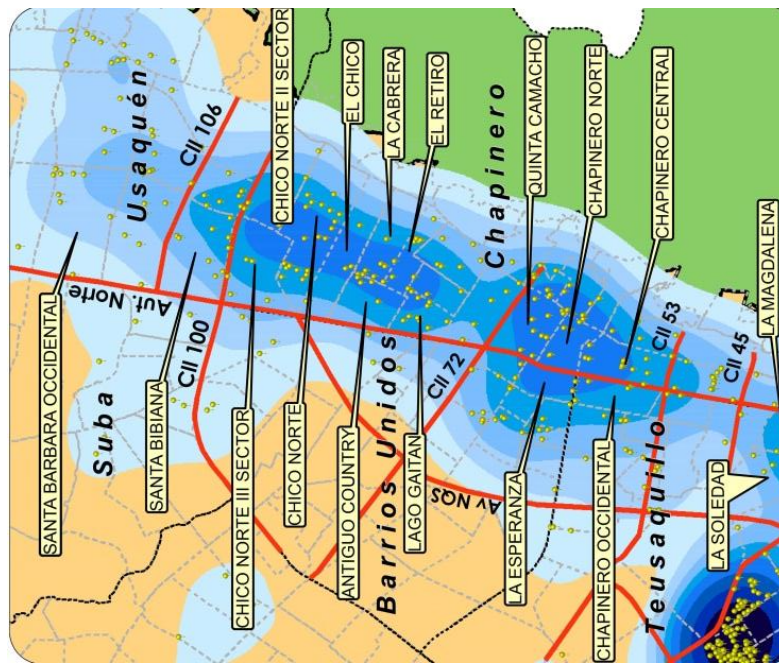 Usaquén
Cll 106
CHICO NORTE II SECTOR
EL CHICO
LA CABRERA
EL RETIRO
Chapinero
QUINTA CAMACHO
CHAPINERO NORTE
CHAPINERO CENTRAL
LA MAGDALENA
Cll 53
Cll 45
Cll 72
Aut. Norte
Cll 100
SANTA BARBARA OCCIDENTAL
Suba
SANTA BIBIANA
CHICO NORTE III SECTOR
CHICO NORTE
ANTIGUO COUNTRY
Barrios Unidos
LAGO GAITAN
Av NQS
LA ESPERANZA
CHAPINERO OCCIDENTAL
Teusaquillo
LA SOLEDAD